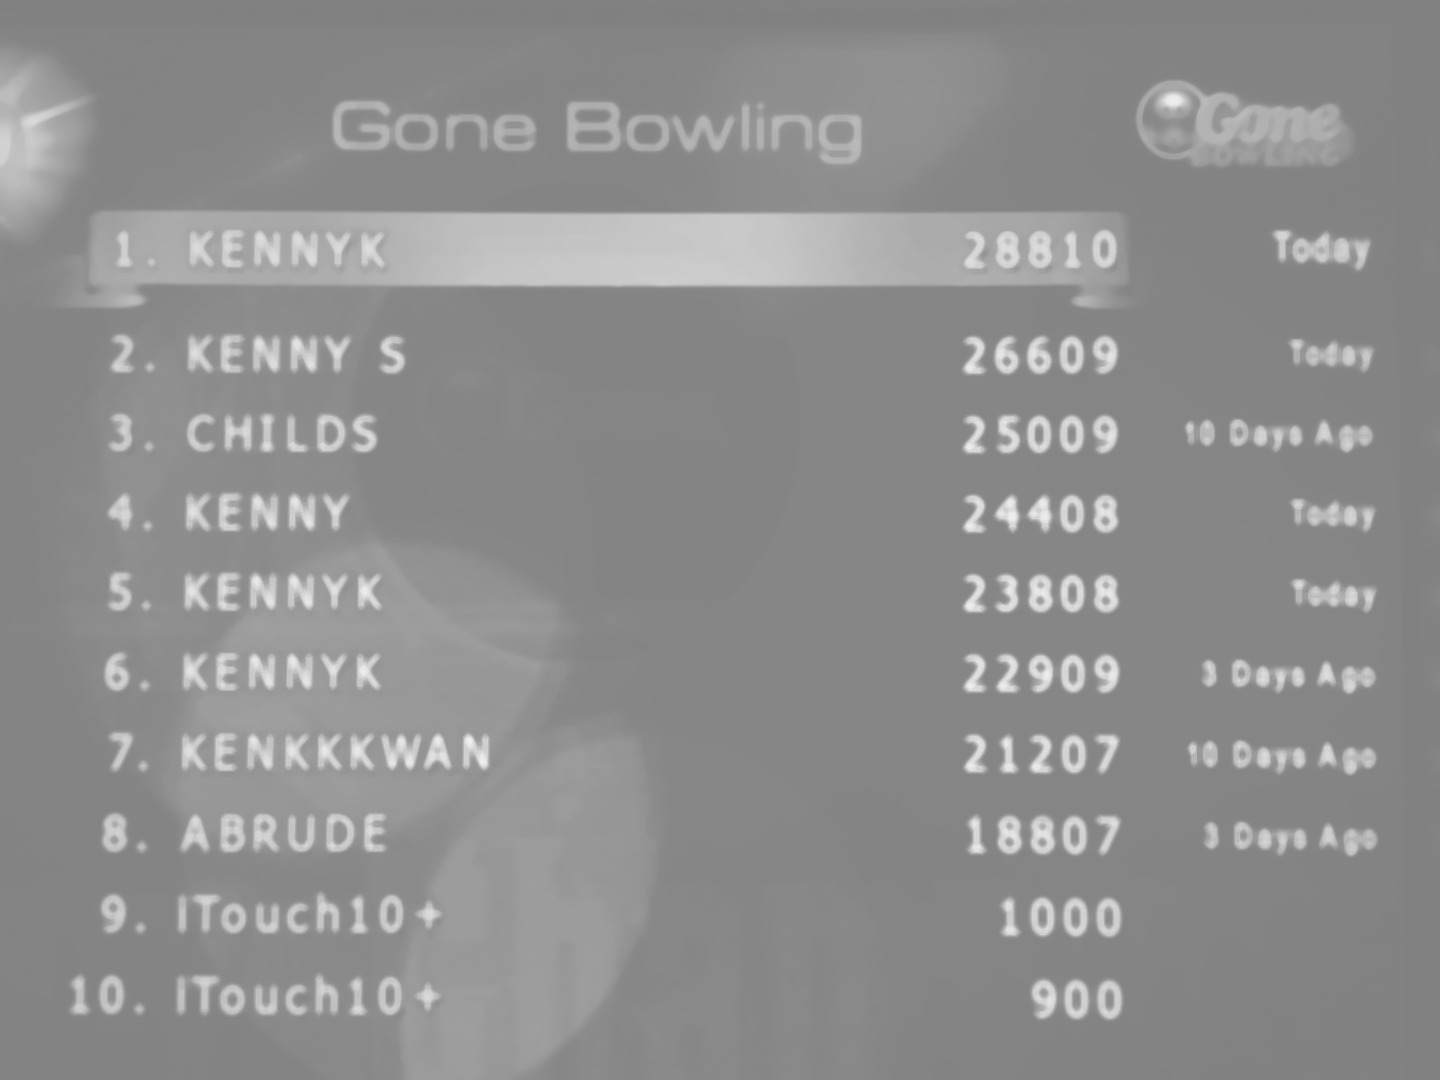 Gone Bowling
Gone
BOWLING
1. KENNYK 28810 Today
2. KENNY S 26609 Today
3. CHILDS 25009 10 Days Ago
4. KENNY 24408 Today
5. KENNYK 23808 Today
6. KENNYK 22909 3 Days Ago
7. KENKKKWAN 21207 10 Days Ago
8. ABRUDE 18807 3 Days Ago
9. iTouch10+ 1000
10. iTouch10+ 900